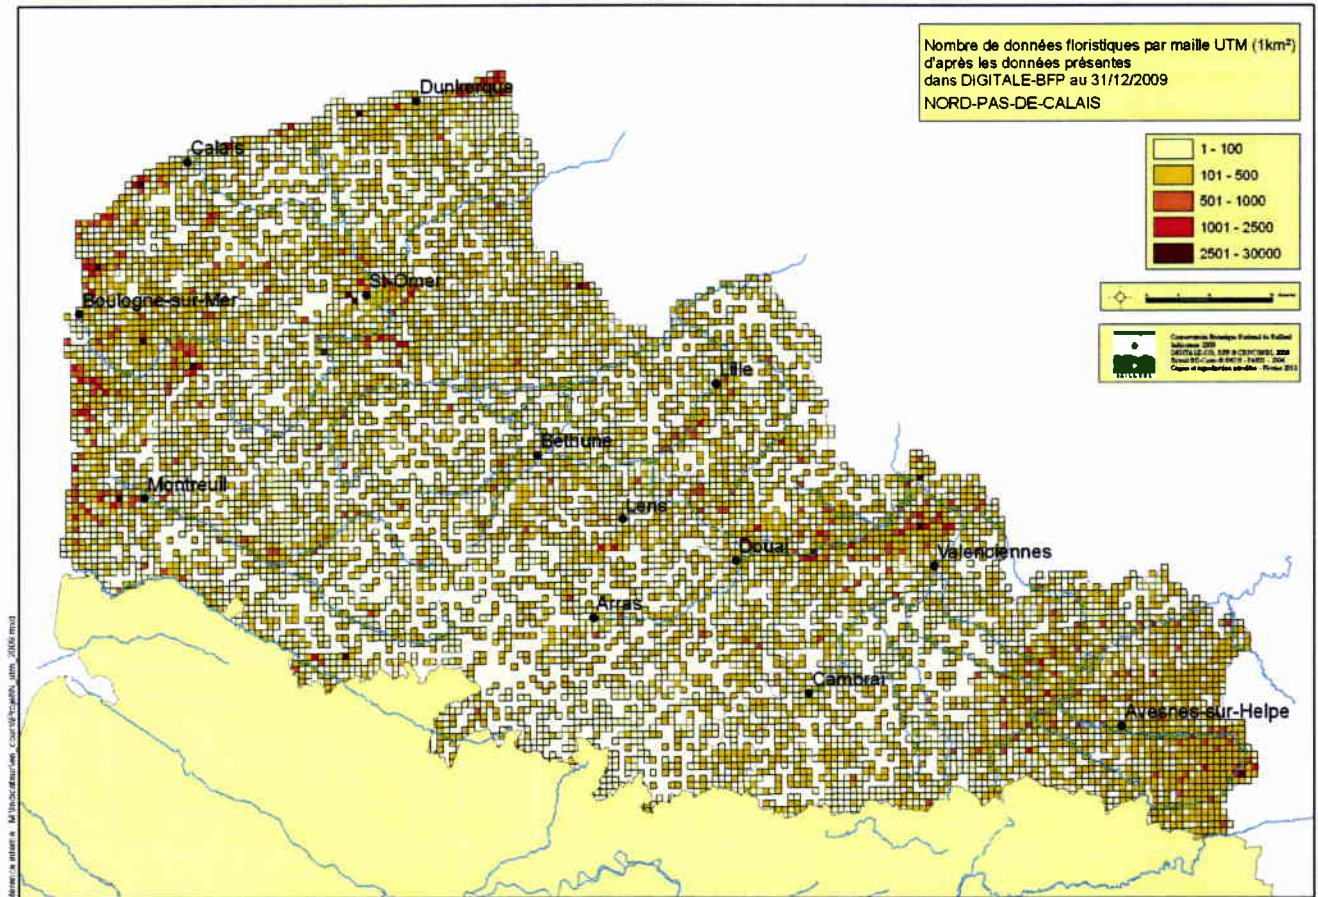 Nombre de données floristiques par maille UTM (1km²)
d'après les données présentes
dans DIGITALE-BFP au 31/12/2009
NORD-PAS-DE-CALAIS
1 - 100
101 - 500
501 - 1000
1001 - 2500
2501 - 30000
Dunkerque
Calais
St-Omer
Boulogne-sur-Mer
Lille
Béthune
Montreuil
Lens
Douai
Valenciennes
Arras
Cambrai
Avesnes-sur-Helpe
BAILLEUL